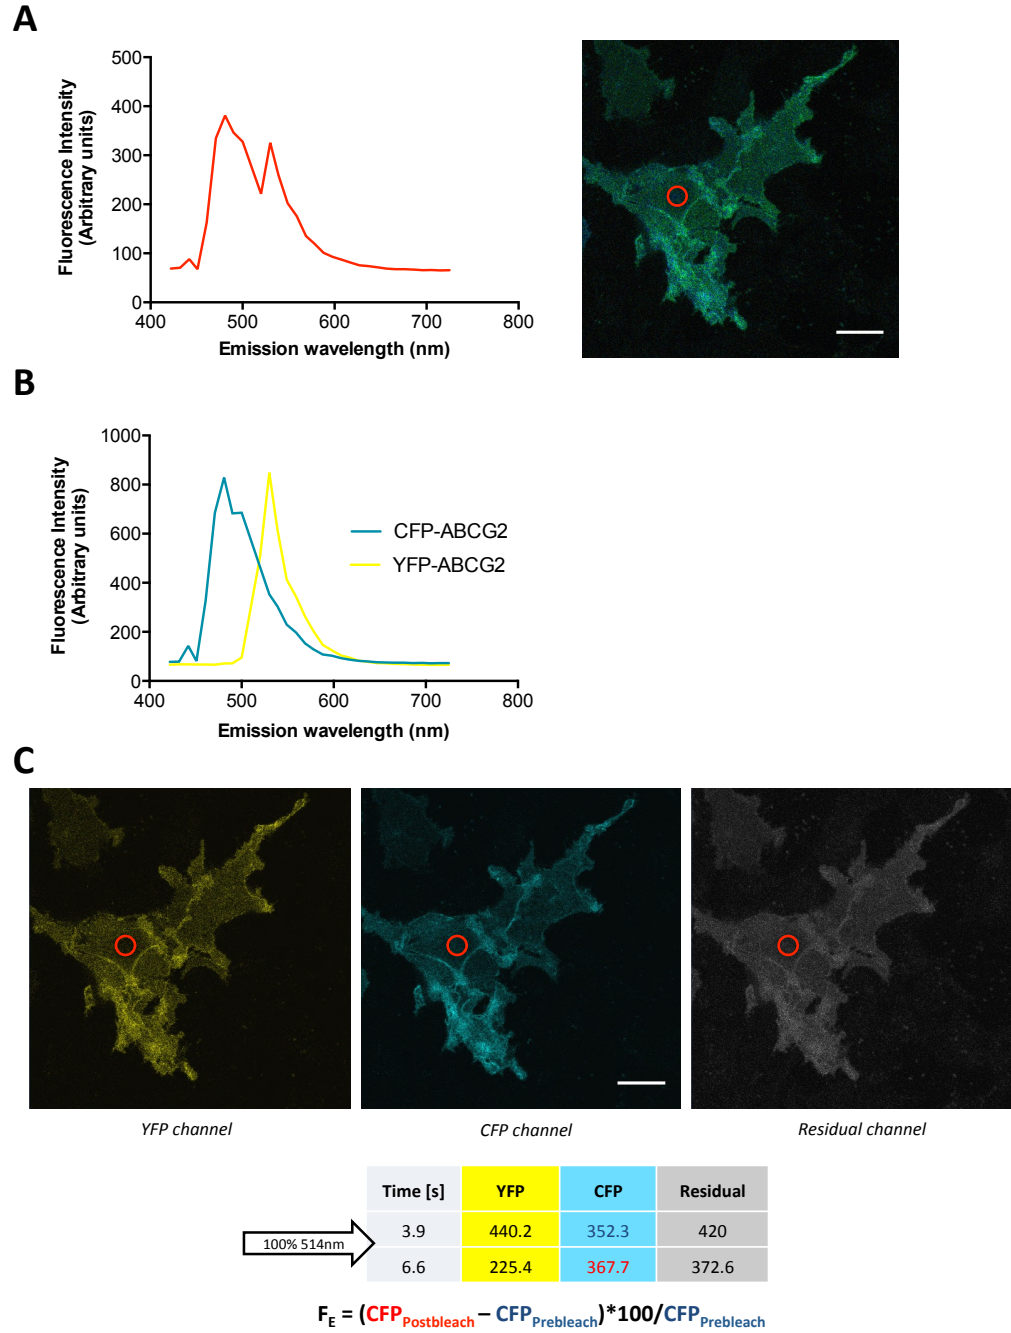 A
500
400
300
200
100
0
400 500 600 700 800
Fluorescence Intensity
(Arbitrary units)
Emission wavelength (nm)
B
1000
800
600
400
200
0
400 500 600 700 800
Fluorescence Intensity
(Arbitrary units)
Emission wavelength (nm)
CFP-ABCG2
YFP-ABCG2
C
YFP channel CFP channel Residual channel
Time [s] YFP CFP Residual
3.9 440.2 352.3 420
100% 514nm
6.6 225.4 367.7 372.6
FE = (CFPPostbleach – CFPPrebleach)*100/CFPPrebleach